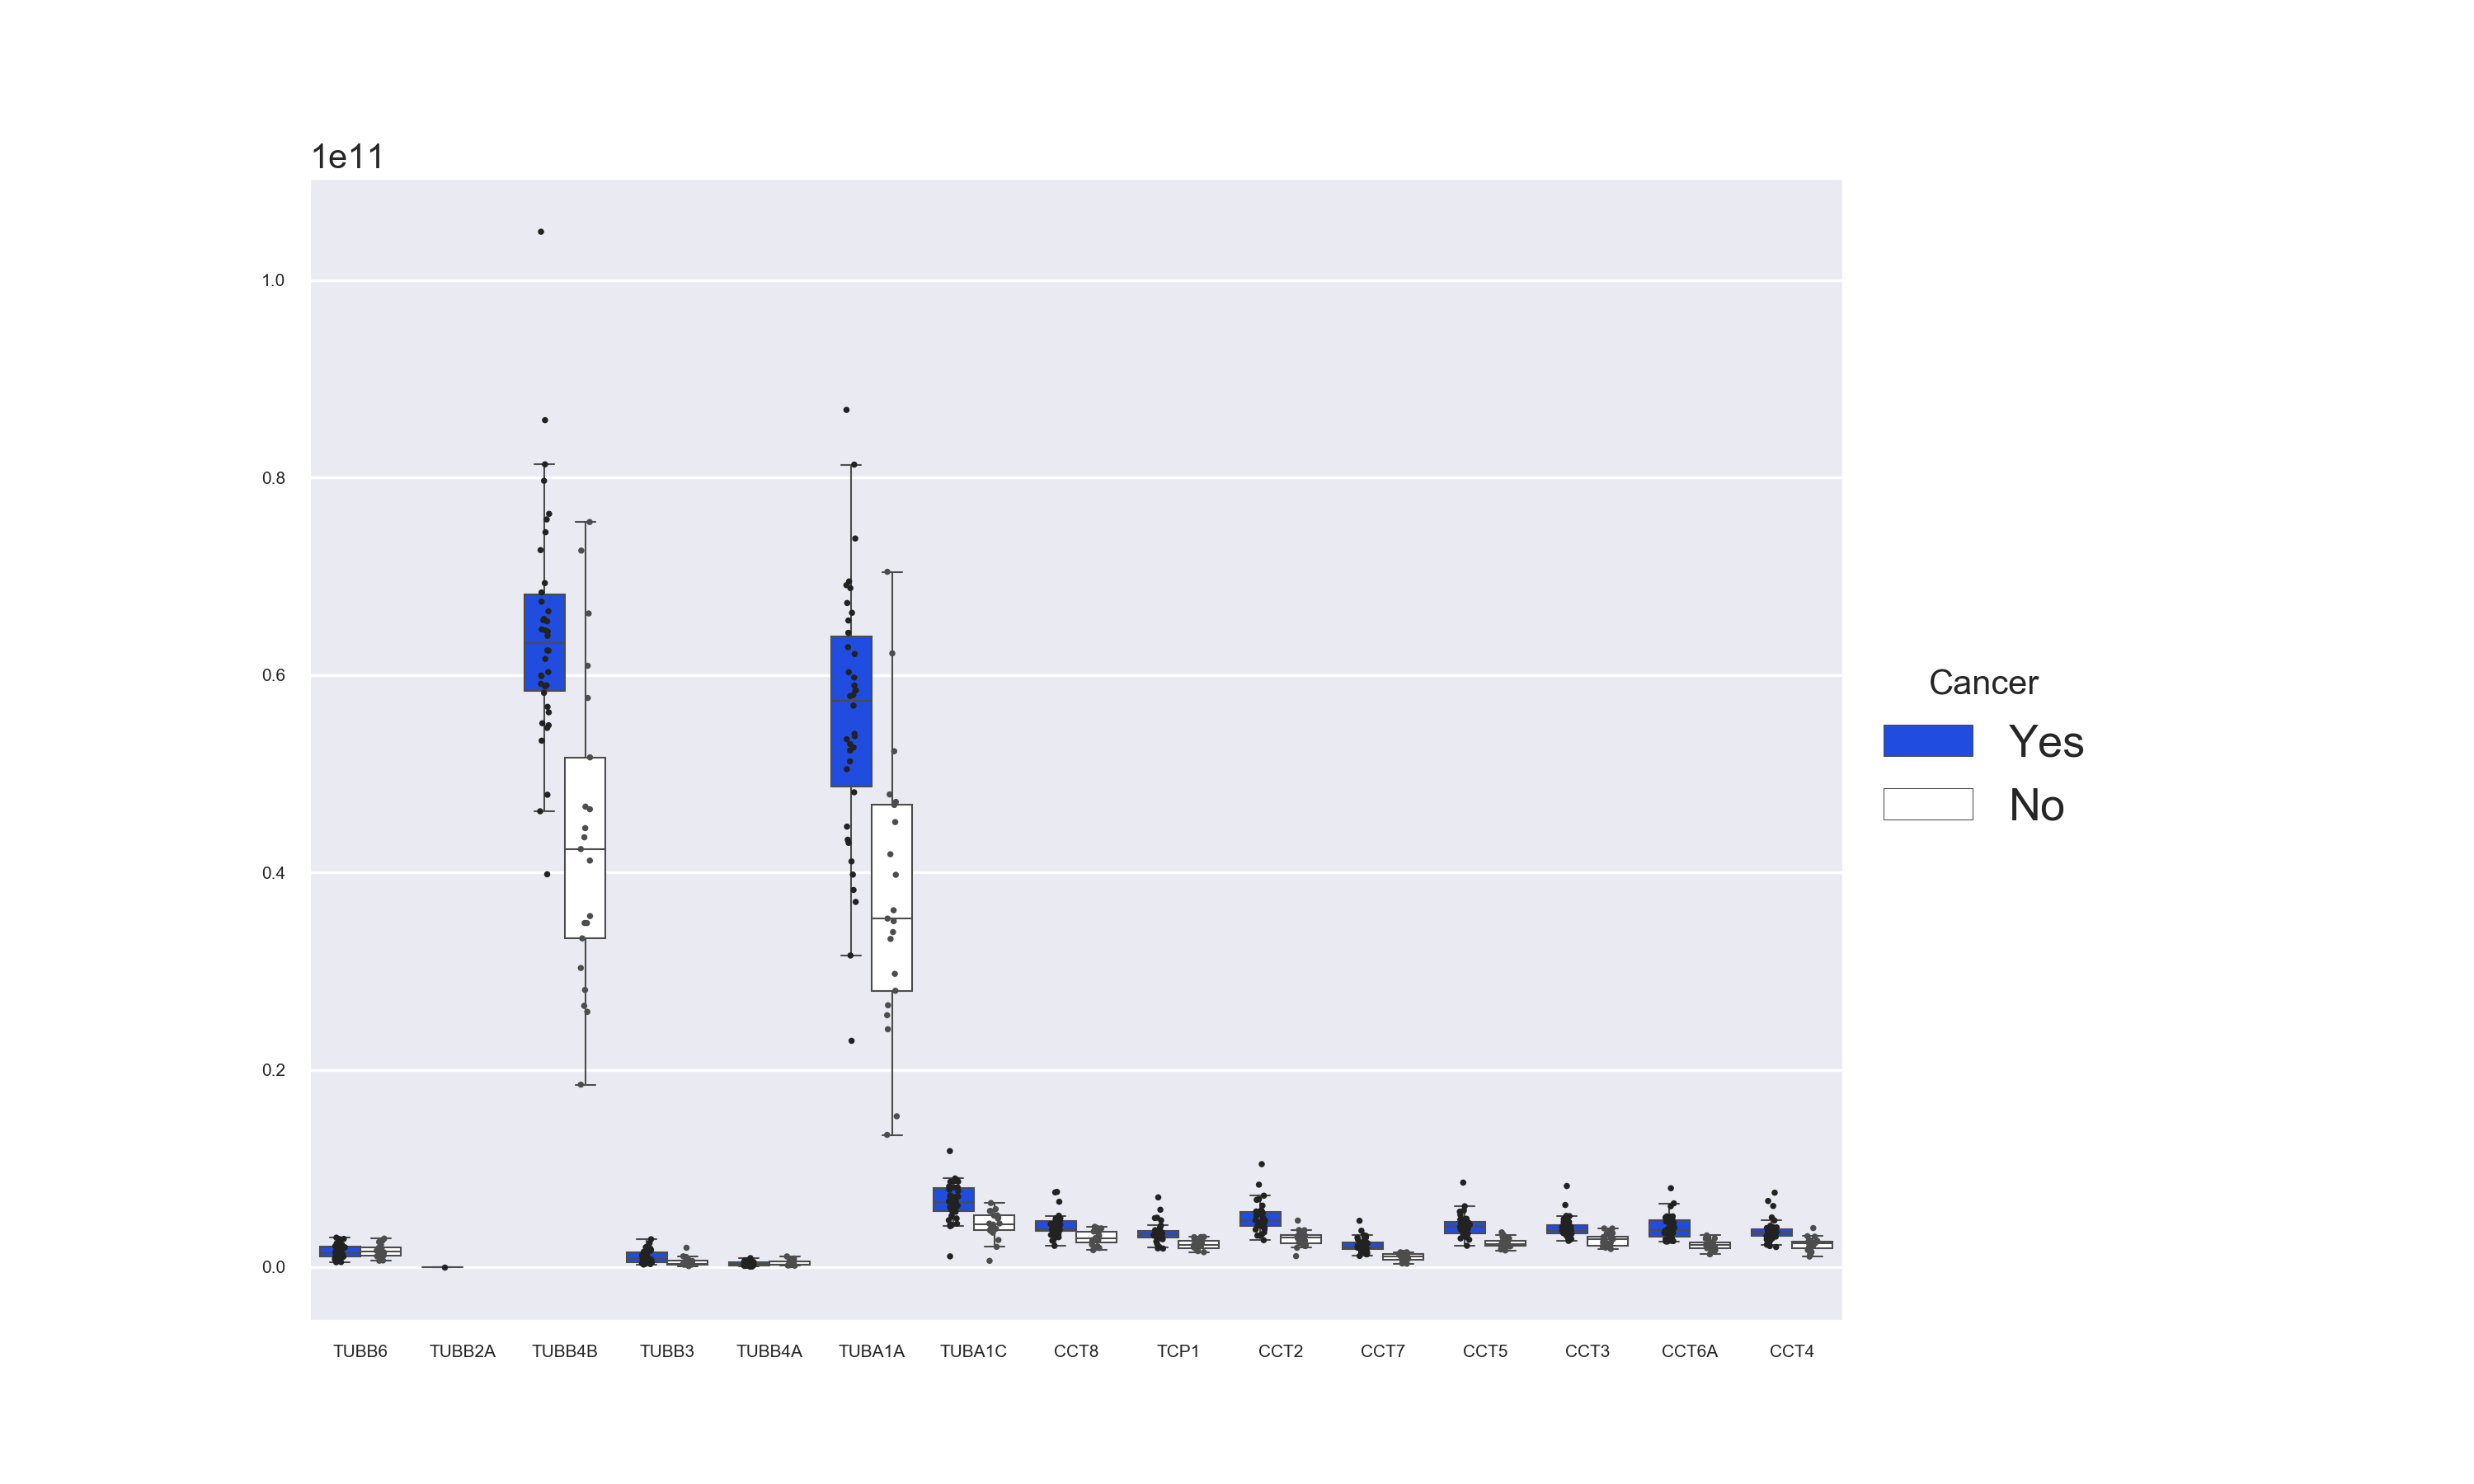 1e11
1.0
0.8
0.6
0.4
0.2
0.0
TUBB6 TUBB2A TUBB4B TUBB3 TUBB4A TUBA1A TUBA1C CCT8 TCP1 CCT2 CCT7 CCT5 CCT3 CCT6A CCT4
Cancer
Yes
No